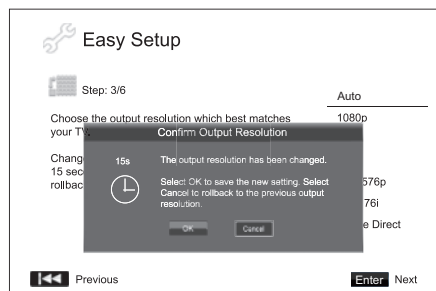 Easy Setup
Step: 3/6
Auto
Choose the output resolution which best matches
your TV.
1080p
Confirm Output Resolution
Chang
15 sec
rollbac
15s
The output resolution has been changed.
Select OK to save the new setting. Select
Cancel to rollback to the previous output
resolution.
OK
Cancel
576p
76i
e Direct
Previous
Enter Next